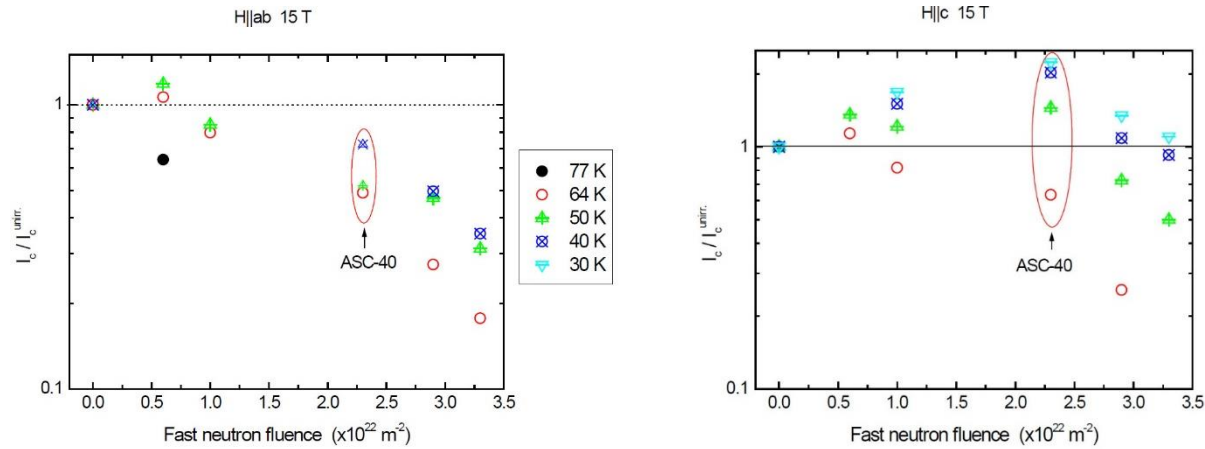 H||ab 15 T
1
0.1
I_c / I_c^unirr.
0.0 0.5 1.0 1.5 2.0 2.5 3.0 3.5
Fast neutron fluence (x10^22 m^-2)
ASC-40
77 K
64 K
50 K
40 K
30 K
H||c 15 T
1
0.1
I_c / I_c^unirr.
0.0 0.5 1.0 1.5 2.0 2.5 3.0 3.5
Fast neutron fluence (x10^22 m^-2)
ASC-40